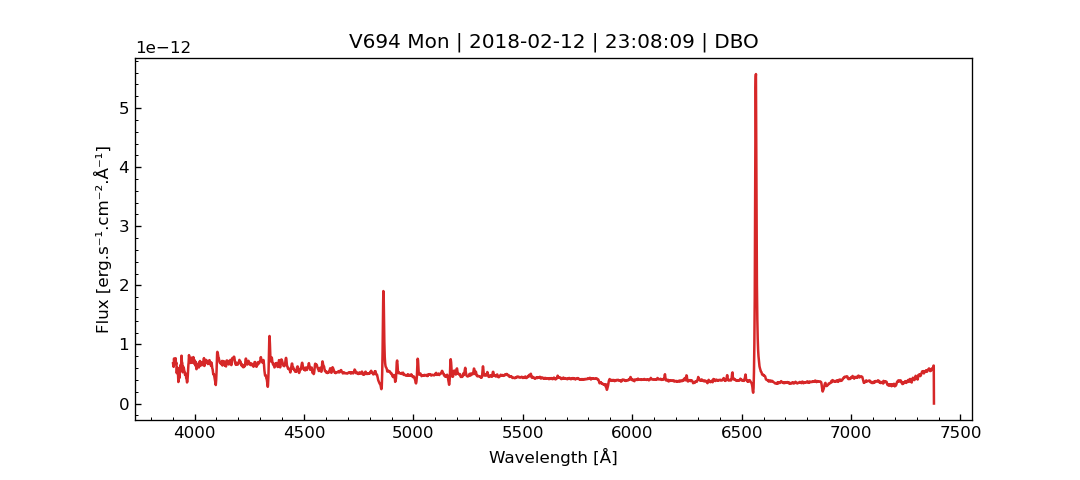 V694 Mon | 2018-02-12 | 23:08:09 | DBO
1e−12
5
4
3
2
1
0
Flux [erg.s⁻¹.cm⁻².Å⁻¹]
4000 4500 5000 5500 6000 6500 7000 7500
Wavelength [Å]